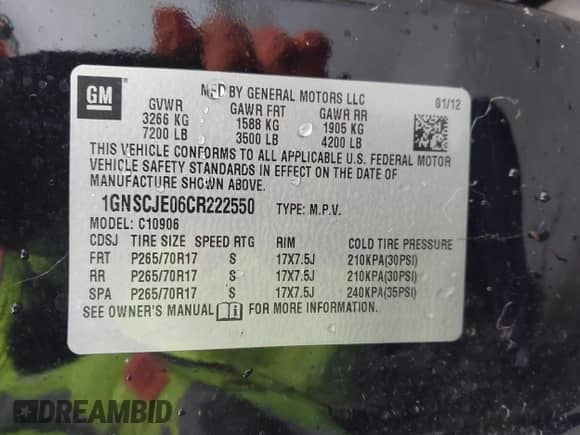 GM
MFD BY GENERAL MOTORS LLC
01/12
GVWR GAWR FRT GAWR RR
3266 KG 1588 KG 1905 KG
7200 LB 3500 LB 4200 LB
THIS VEHICLE CONFORMS TO ALL APPLICABLE U.S. FEDERAL MOTOR
VEHICLE SAFETY STANDARDS IN EFFECT ON THE DATE OF
MANUFACTURE SHOWN ABOVE.
1GNSCJE06CR222550 TYPE: M.P.V.
MODEL: C10906
CDSJ TIRE SIZE SPEED RTG RIM COLD TIRE PRESSURE
FRT P265/70R17 S 17X7.5J 210KPA(30PSI)
RR P265/70R17 S 17X7.5J 210KPA(30PSI)
SPA P265/70R17 S 17X7.5J 240KPA(35PSI)
SEE OWNER'S MANUAL FOR MORE INFORMATION.
DREAMBID